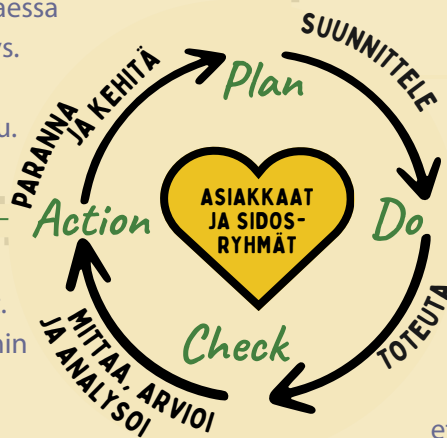 SUUNNITTELE
Plan
PARANNA
JA KEHITÄ
ASIAKKAAT
JA SIDOS-
RYHMÄT
Action
Do
Check
TOTEUTA
MITTAA, ARVIOI
JA ANALYSOI